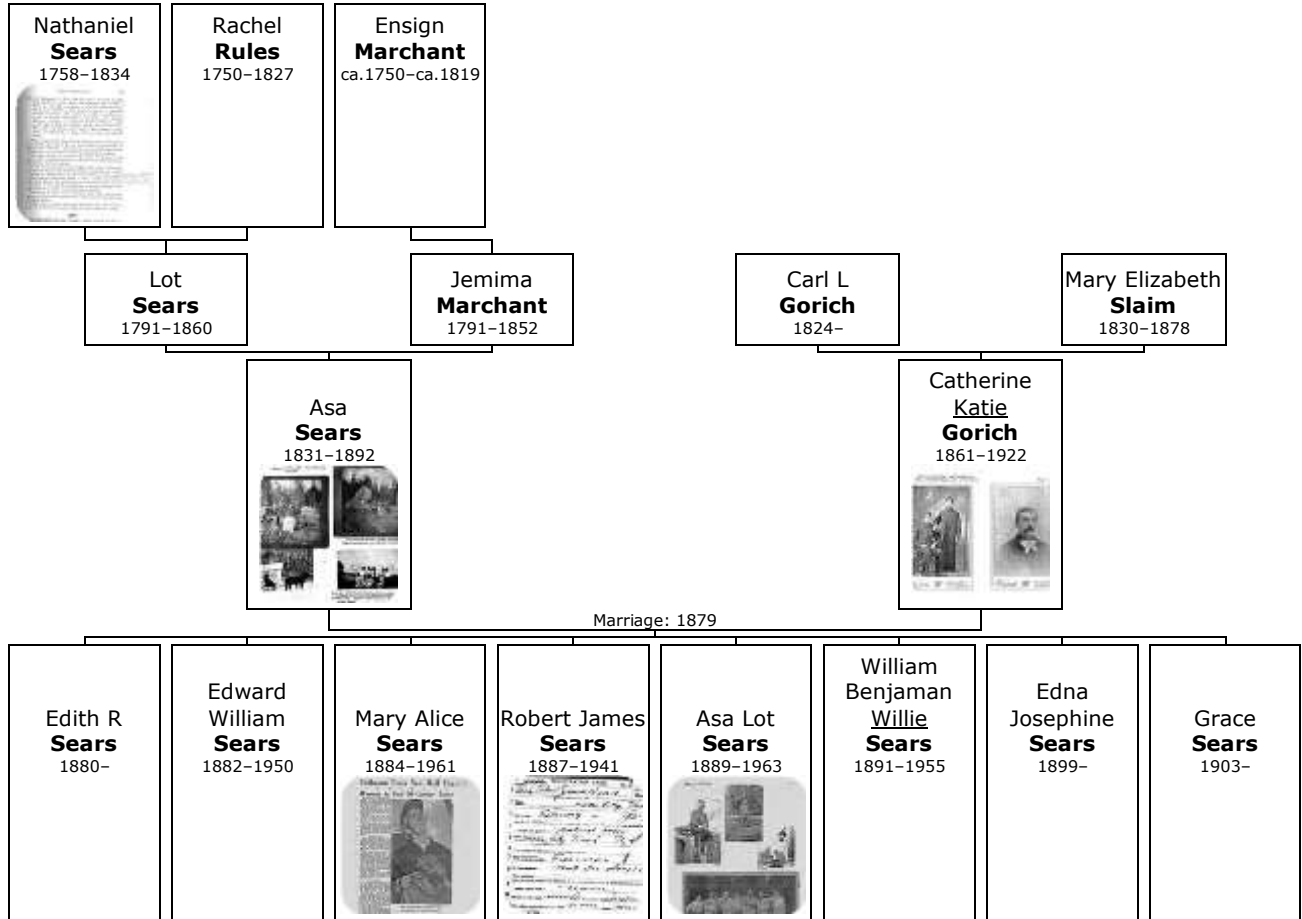 Nathaniel
Sears
1758–1834
Rachel
Rules
1750–1827
Ensign
Marchant
ca.1750–ca.1819
Lot
Sears
1791–1860
Jemima
Marchant
1791–1852
Carl L
Gorich
1824–
Mary Elizabeth
Slaim
1830–1878
Asa
Sears
1831–1892
Catherine
Katie
Gorich
1861–1922
Marriage: 1879
Edith R
Sears
1880–
Edward
William
Sears
1882–1950
Mary Alice
Sears
1884–1961
Robert James
Sears
1887–1941
Asa Lot
Sears
1889–1963
William
Benjaman
Willie
Sears
1891–1955
Edna
Josephine
Sears
1899–
Grace
Sears
1903–